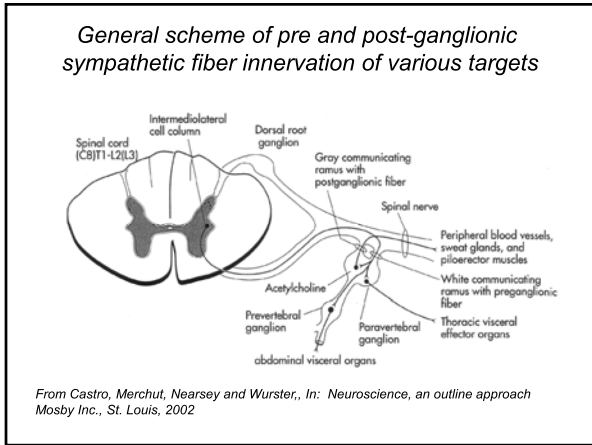 General scheme of pre and post-ganglionic
sympathetic fiber innervation of various targets
Intermediolateral
cell column
Spinal cord
(C8)T1-L2(L3)
Dorsal root
ganglion
Gray communicating
ramus with
postganglionic fiber
Spinal nerve
Peripheral blood vessels,
sweat glands, and
piloerector muscles
White communicating
ramus with preganglionic
fiber
Acetylcholine
Prevertebral
ganglion
Paravertebral
ganglion
Thoracic visceral
effector organs
abdominal visceral organs
From Castro, Merchut, Nearsey and Wurster,, In: Neuroscience, an outline approach
Mosby Inc., St. Louis, 2002